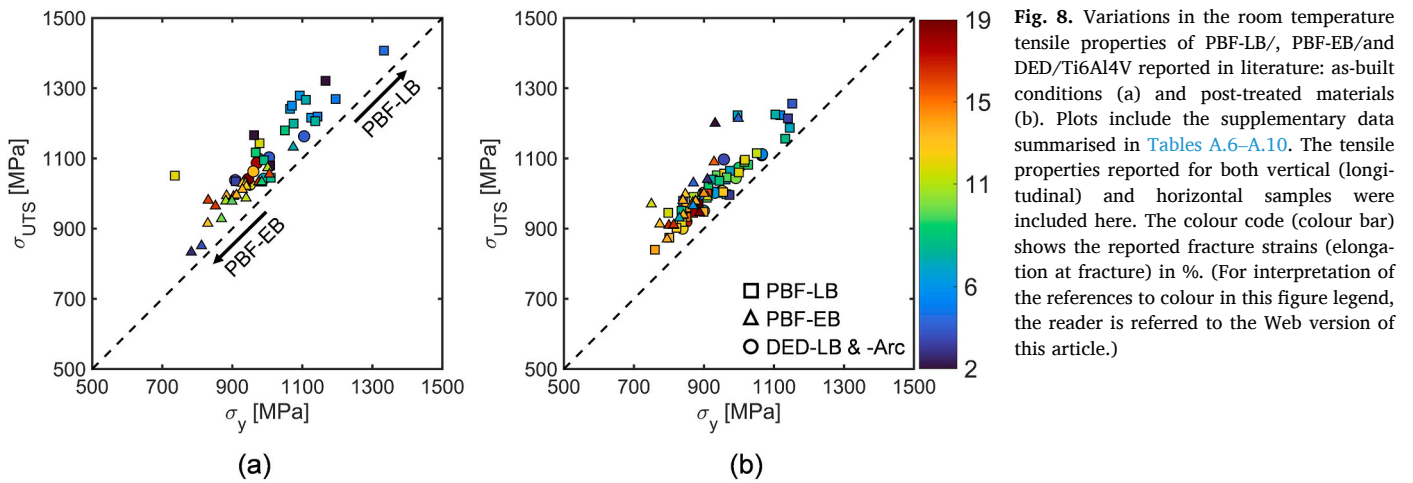 1500
1300
1100
900
700
500
σUTS [MPa]
500 700 900 1100 1300 1500
σy [MPa]
PBF-LB
PBF-EB
(a)
1500
1300
1100
900
700
500
σUTS [MPa]
500 700 900 1100 1300 1500
σy [MPa]
PBF-LB
PBF-EB
DED-LB & -Arc
(b)
19
15
11
6
2
Fig. 8. Variations in the room temperature
tensile properties of PBF-LB/, PBF-EB/and
DED/Ti6Al4V reported in literature: as-built
conditions (a) and post-treated materials
(b). Plots include the supplementary data
summarised in Tables A.6–A.10. The tensile
properties reported for both vertical (longi-
tudinal) and horizontal samples were
included here. The colour code (colour bar)
shows the reported fracture strains (elonga-
tion at fracture) in %. (For interpretation of
the references to colour in this figure legend,
the reader is referred to the Web version of
this article.)